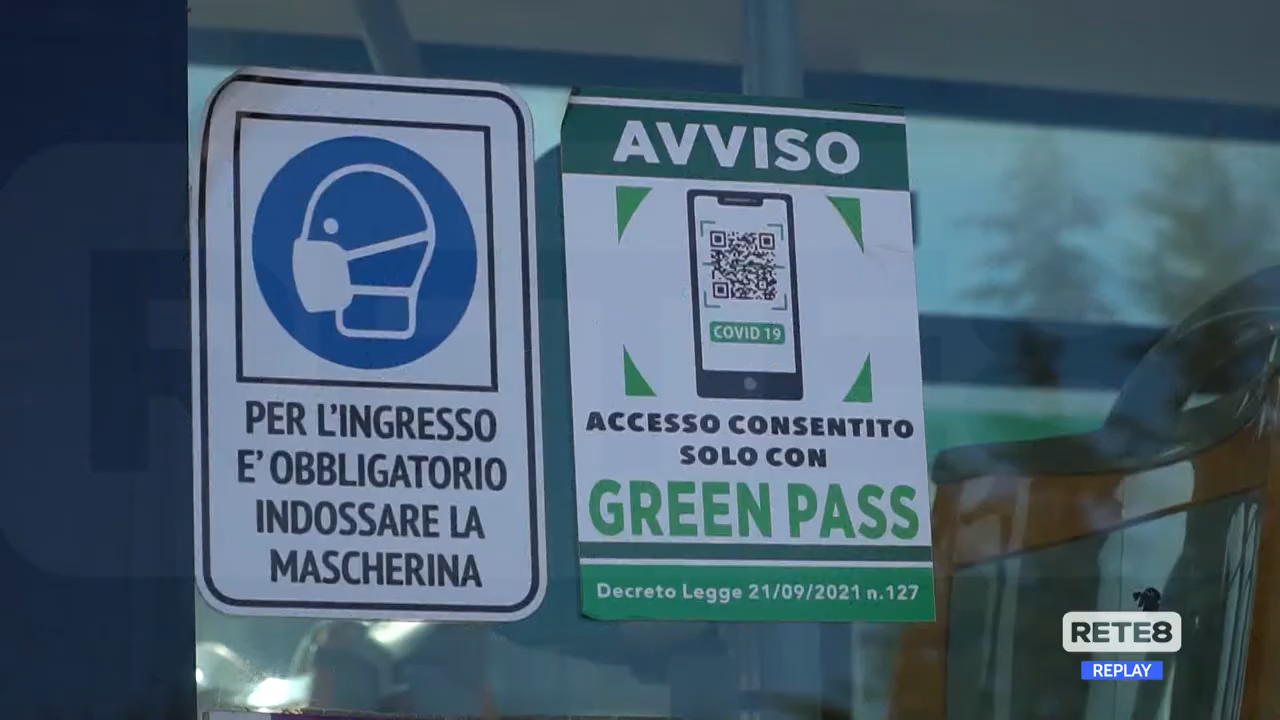 PER L'INGRESSO
E' OBBLIGATORIO
INDOSSARE LA
MASCHERINA
AVVISO
COVID 19
ACCESSO CONSENTITO
SOLO CON
GREEN PASS
Decreto Legge 21/09/2021 n.127
RETE8
REPLAY